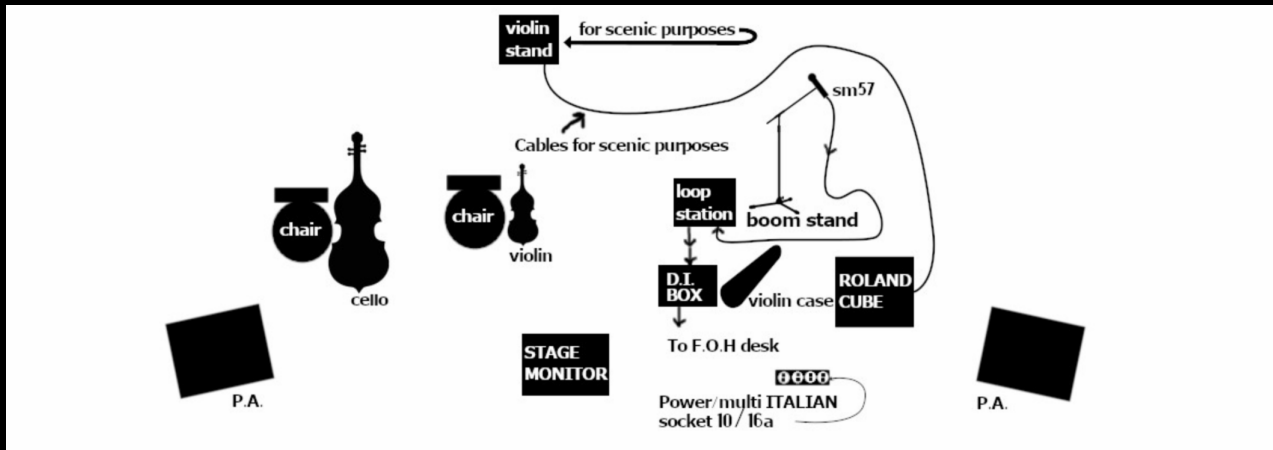 violin
stand
for scenic purposes
sm57
Cables for scenic purposes
chair
cello
chair
violin
loop
station
boom stand
D.I.
BOX
violin case
ROLAND
CUBE
To F.O.H desk
STAGE
MONITOR
P.A.
Power/multi ITALIAN
socket 10/16a
P.A.